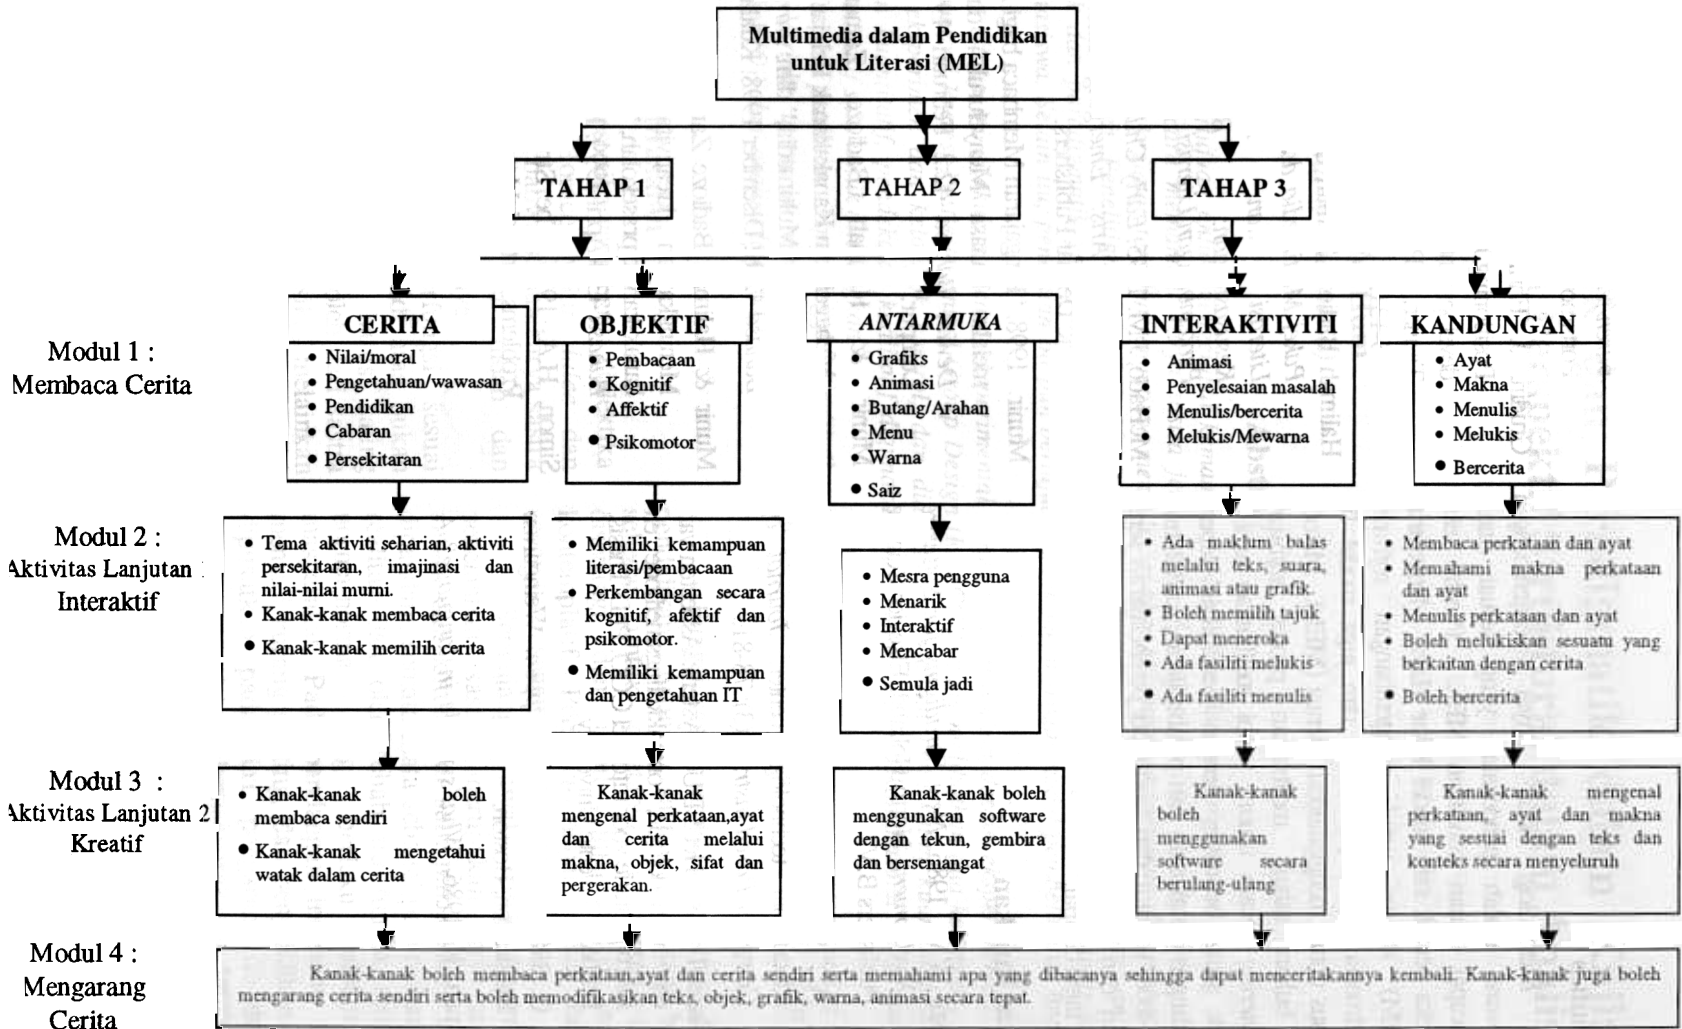 Multimedia dalam Pendidikan
untuk Literasi (MEL)
TAHAP 1
TAHAP 2
TAHAP 3
Modul 1 :
Membaca Cerita
CERITA
• Nilai/moral
• Pengetahuan/wawasan
• Pendidikan
• Cabaran
• Persekitaran
OBJEKTIF
• Pembacaan
• Kognitif
• Affektif
• Psikomotor
ANTARMUKA
• Grafiks
• Animasi
• Butang/Arahan
• Menu
• Warna
• Saiz
INTERAKTIVITI
• Animasi
• Penyelesaian masalah
• Menulis/bercerita
• Melukis/Mewarna
KANDUNGAN
• Ayat
• Makna
• Menulis
• Melukis
• Bercerita
Modul 2 :
Aktivitas Lanjutan
Interaktif
• Tema aktiviti seharian, aktiviti
persekitaran, imajinasi dan
nilai-nilai murni.
• Kanak-kanak membaca cerita
• Kanak-kanak memilih cerita
• Memiliki kemampuan
literasi/pembacaan
• Perkembangan secara
kognitif, afektif dan
psikomotor.
• Memiliki kemampuan
dan pengetahuan IT
• Mesra pengguna
• Menarik
• Interaktif
• Mencabar
• Semula jadi
• Ada maklum balas
melalui teks, suara,
animasi atau grafik.
• Boleh memilih tajuk
• Dapat meneroka
• Ada fasiliti melukis
• Ada fasiliti menulis
• Membaca perkataan dan ayat
• Memahami makna perkataan
dan ayat
• Menulis perkataan dan ayat
• Boleh melukiskan sesuatu yang
berkaitan dengan cerita
• Boleh bercerita
Modul 3 :
Aktivitas Lanjutan 2
Kreatif
• Kanak-kanak boleh
membaca sendiri
• Kanak-kanak mengetahui
watak dalam cerita
Kanak-kanak
mengenal perkataan,ayat
dan cerita melalui
makna, objek, sifat dan
pergerakan.
Kanak-kanak boleh
menggunakan software
dengan tekun, gembira
dan bersemangat
Kanak-kanak
boleh
menggunakan
software secara
berulang-ulang
Kanak-kanak mengenal
perkataan, ayat dan makna
yang sesuai dengan teks dan
konteks secara menyeluruh
Modul 4 :
Mengarang
Cerita
Kanak-kanak boleh membaca perkataan,ayat dan cerita sendiri serta memahami apa yang dibacanya sehingga dapat menceritakannya kembali. Kanak-kanak juga boleh
mengarang cerita sendiri serta boleh memodifikasikan teks, objek, grafik, warna, animasi secara tepat.